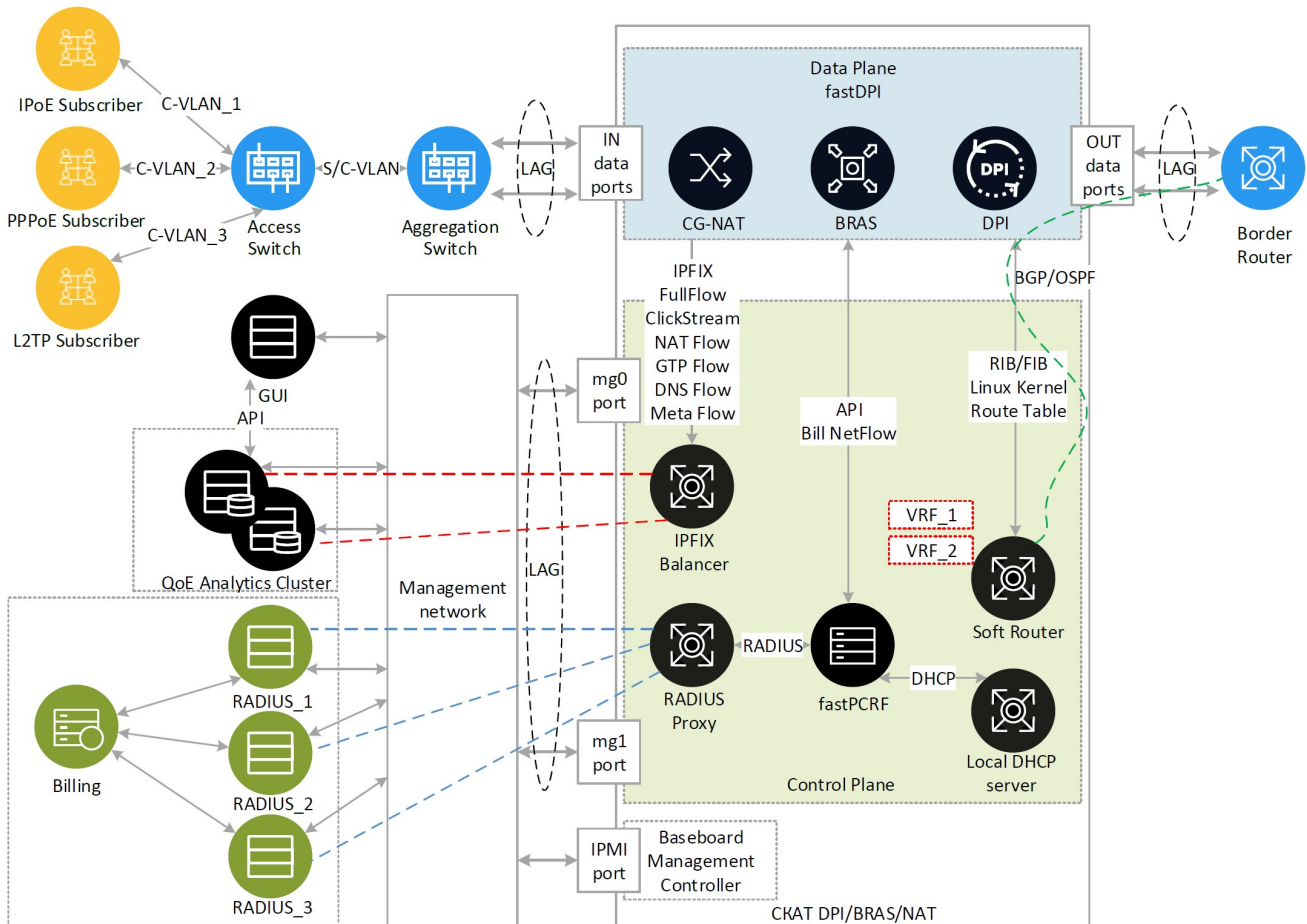 IPoE Subscriber
C-VLAN_1
PPPoE Subscriber
C-VLAN_2
L2TP Subscriber
C-VLAN_3
Access
Switch
S/C-VLAN
Aggregation
Switch
LAG
IN
data
ports
Data Plane
fastDPI
CG-NAT
BRAS
DPI
DPI
OUT
data
ports
LAG
Border
Router
BGP/OSPF
IPFIX
FullFlow
ClickStream
NAT Flow
GTP Flow
DNS Flow
Meta Flow
API
Bill NetFlow
RIB/FIB
Linux Kernel
Route Table
GUI
API
QoE Analytics Cluster
Management
network
LAG
mg0
port
mg1
port
IPMI
port
IPFIX
Balancer
VRF_1
VRF_2
Soft Router
RADIUS
Proxy
RADIUS
fastPCRF
DHCP
Local DHCP
server
Control Plane
Billing
RADIUS_1
RADIUS_2
RADIUS_3
Baseboard
Management
Controller
СКАТ DPI/BRAS/NAT